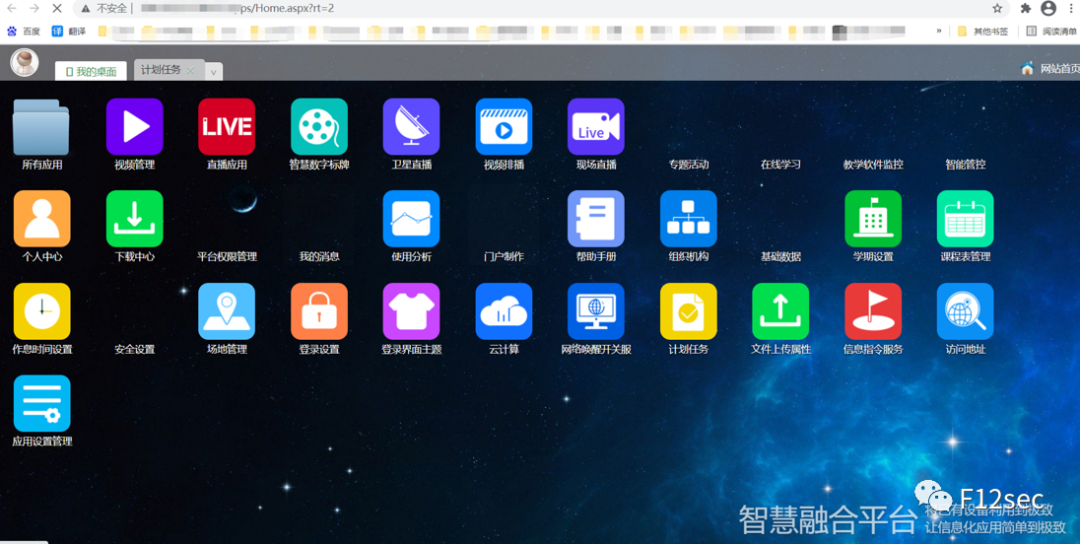 不安全
ps/Home.aspx?rt=2
百度
翻译
»
其他书签
阅读清单
我的桌面
计划任务
网站首页
LIVE
Live
所有应用
视频管理
直播应用
智慧数字标牌
卫星直播
视频排播
现场直播
专题活动
在线学习
教学软件监控
智能管控
个人中心
下载中心
平台权限管理
我的消息
使用分析
门户制作
帮助手册
组织机构
基础数据
学期设置
课程表管理
作息时间设置
安全设置
场地管理
登录设置
登录界面主题
云计算
网络唤醒开关服
计划任务
文件上传属性
信息指令服务
访问地址
应用设置管理
F12sec
智慧融合平台
已有设备利用到极致
让信息化应用简单到极致